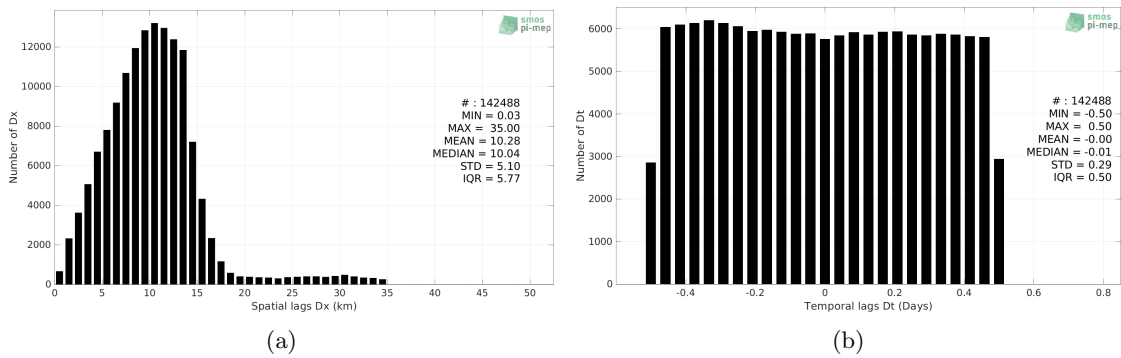 smos
pi-mep
12000
10000
8000
6000
4000
2000
0
Number of Dx
# : 142488
MIN = 0.03
MAX = 35.00
MEAN = 10.28
MEDIAN = 10.04
STD = 5.10
IQR = 5.77
0 5 10 15 20 25 30 35 40 45 50
Spatial lags Dx (km)
(a)
smos
pi-mep
6000
5000
4000
3000
2000
1000
0
Number of Dt
# : 142488
MIN = -0.50
MAX = 0.50
MEAN = -0.00
MEDIAN = -0.01
STD = 0.29
IQR = 0.50
-0.4 -0.2 0 0.2 0.4 0.6 0.8
Temporal lags Dt (Days)
(b)